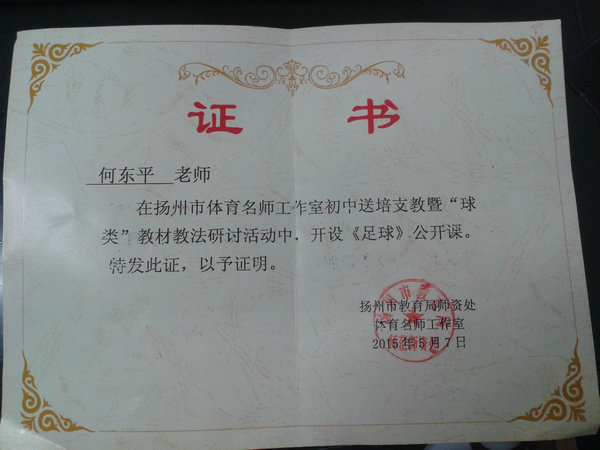 证 书
何东平 老师
在扬州市体育名师工作室初中送培支教暨“球
类”教材教法研讨活动中，开设《足球》公开课。
特发此证，以予证明。
扬州市教育局师资处
体育名师工作室
2015年5月7日